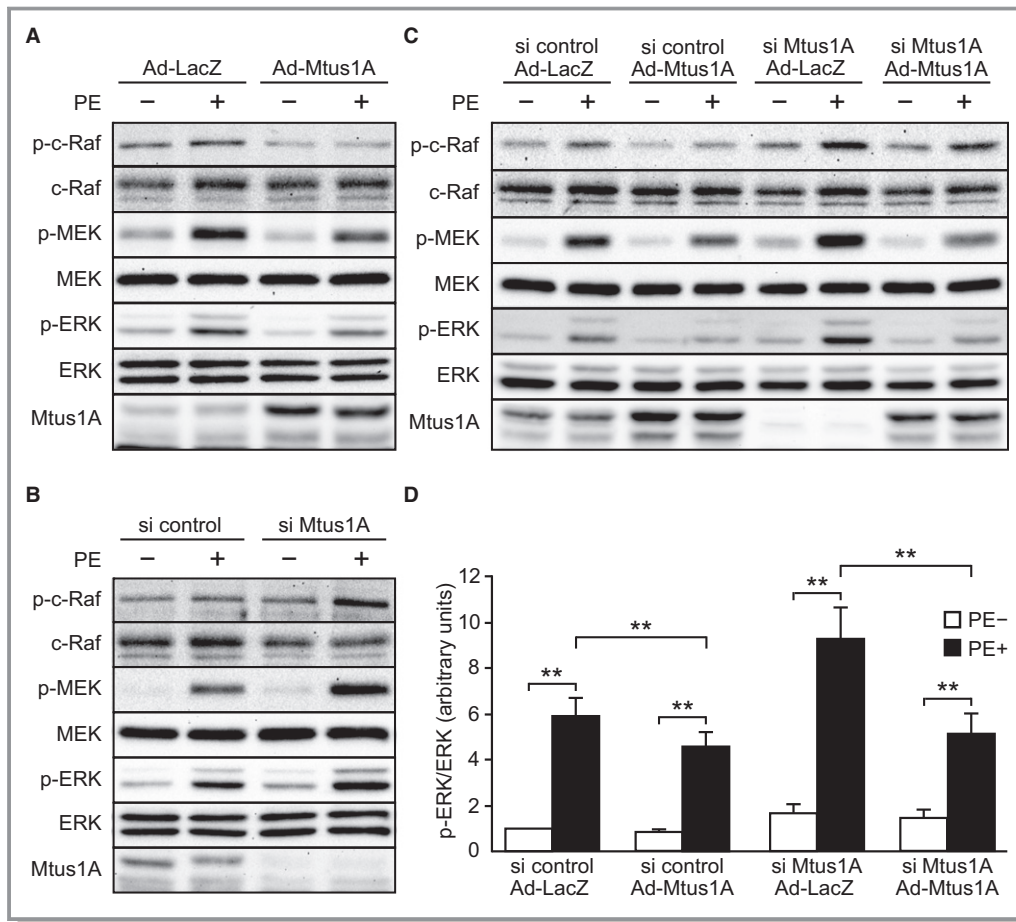 A
Ad-LacZ Ad-Mtus1A
PE − + − +
p-c-Raf
c-Raf
p-MEK
MEK
p-ERK
ERK
Mtus1A
B
si control si Mtus1A
PE − + − +
p-c-Raf
c-Raf
p-MEK
MEK
p-ERK
ERK
Mtus1A
C
si control si control si Mtus1A si Mtus1A
Ad-LacZ Ad-Mtus1A Ad-LacZ Ad-Mtus1A
PE − + − + − + − +
p-c-Raf
c-Raf
p-MEK
MEK
p-ERK
ERK
Mtus1A
D
p-ERK/ERK (arbitrary units)
12
10
8
6
4
2
0
** ** ** ** ** **
PE−
PE+
si control si control si Mtus1A si Mtus1A
Ad-LacZ Ad-Mtus1A Ad-LacZ Ad-Mtus1A